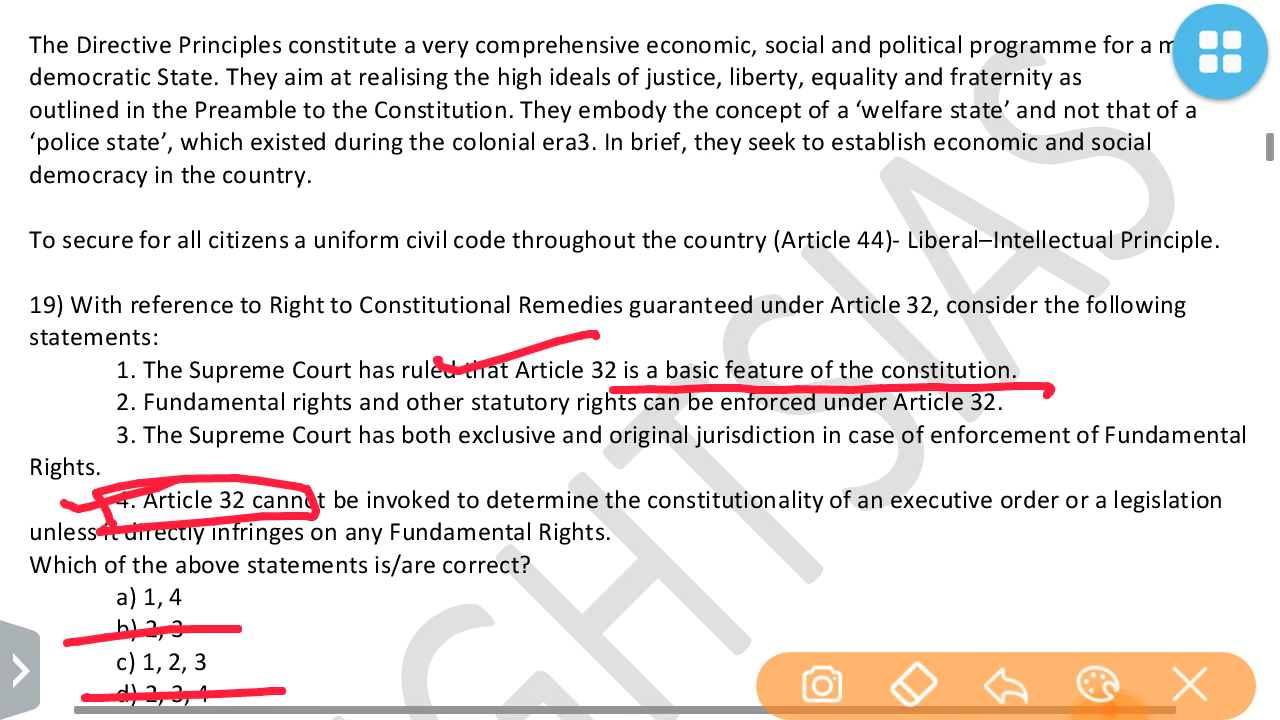 The Directive Principles constitute a very comprehensive economic, social and political programme for a m
democratic State. They aim at realising the high ideals of justice, liberty, equality and fraternity as
outlined in the Preamble to the Constitution. They embody the concept of a ‘welfare state’ and not that of a
‘police state’, which existed during the colonial era3. In brief, they seek to establish economic and social
democracy in the country.
To secure for all citizens a uniform civil code throughout the country (Article 44)- Liberal–Intellectual Principle.
19) With reference to Right to Constitutional Remedies guaranteed under Article 32, consider the following
statements:
1. The Supreme Court has ruled that Article 32 is a basic feature of the constitution.
2. Fundamental rights and other statutory rights can be enforced under Article 32.
3. The Supreme Court has both exclusive and original jurisdiction in case of enforcement of Fundamental
Rights.
4. Article 32 cannot be invoked to determine the constitutionality of an executive order or a legislation
unless it directly infringes on any Fundamental Rights.
Which of the above statements is/are correct?
a) 1, 4
b) 2, 3
c) 1, 2, 3
d) 2, 3, 4
GHTSIAS